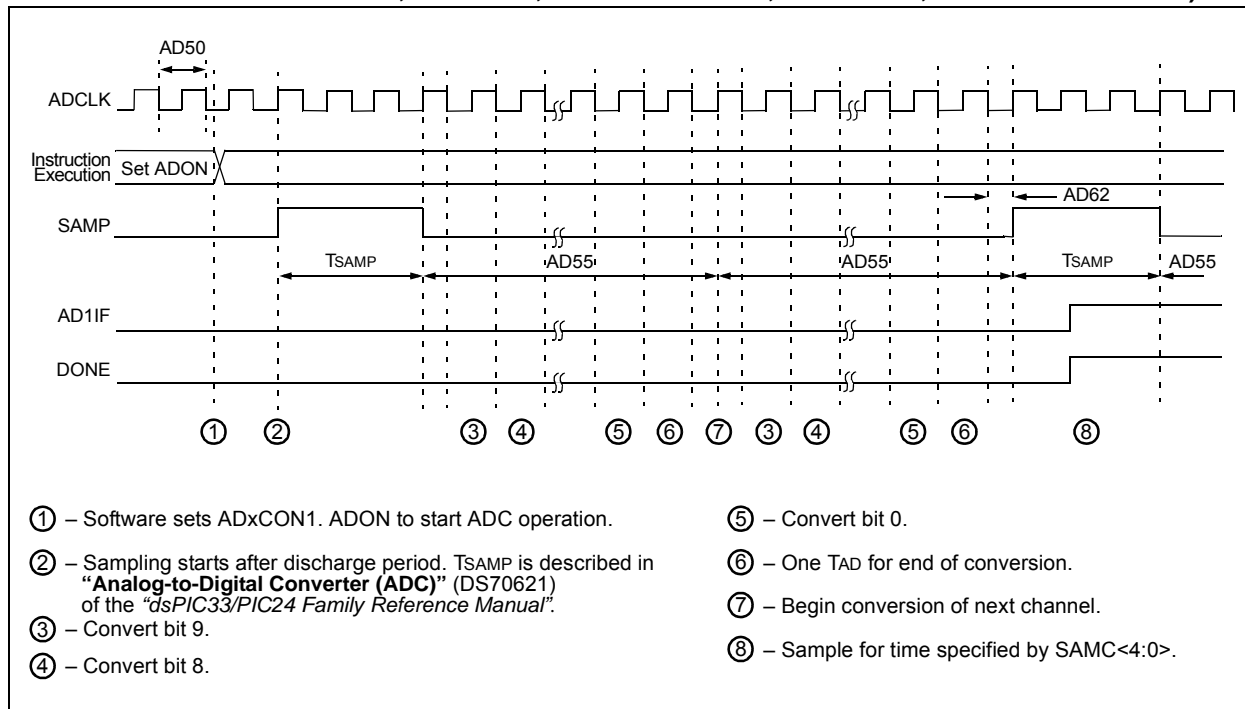 AD50
ADCLK
Instruction
Execution
Set ADON
AD62
SAMP
TSAMP
AD55
AD55
TSAMP
AD55
AD1IF
DONE
1 2 3 4 5 6 7 3 4 5 6 8
1 – Software sets ADxCON1. ADON to start ADC operation.
2 – Sampling starts after discharge period. TSAMP is described in
“Analog-to-Digital Converter (ADC)” (DS70621)
of the “dsPIC33/PIC24 Family Reference Manual”.
3 – Convert bit 9.
4 – Convert bit 8.
5 – Convert bit 0.
6 – One TAD for end of conversion.
7 – Begin conversion of next channel.
8 – Sample for time specified by SAMC<4:0>.